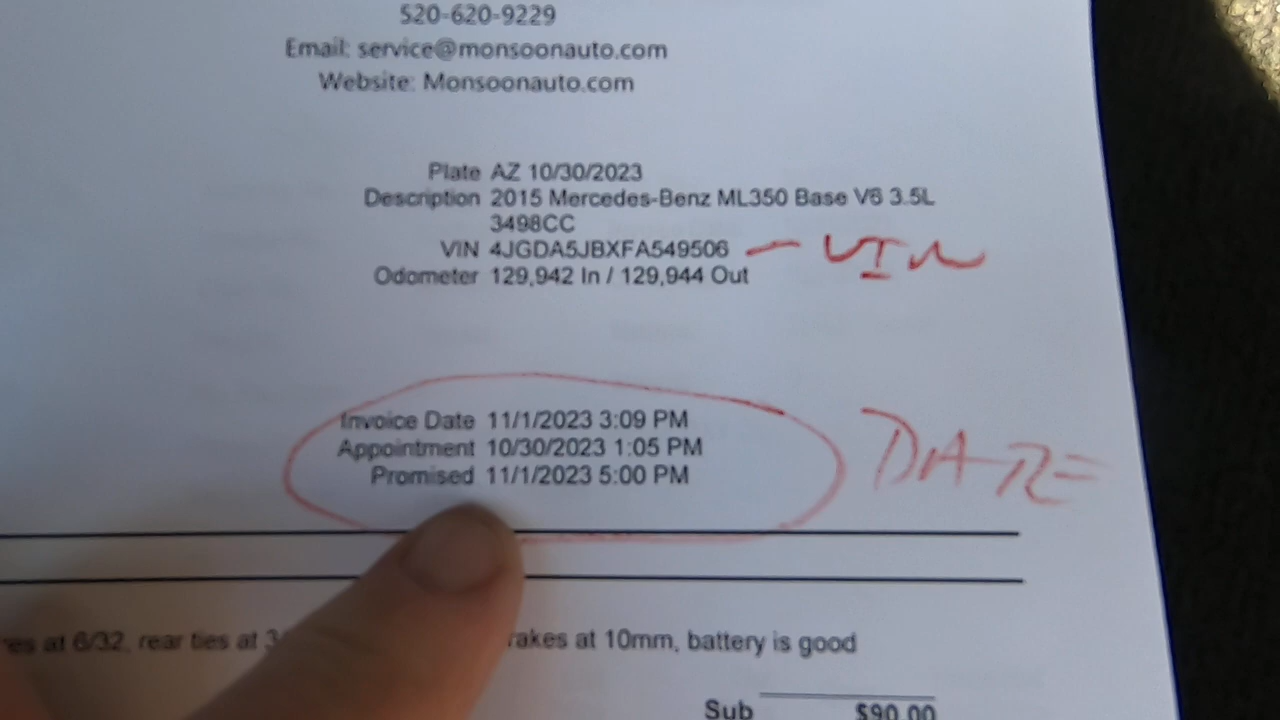 520-620-9229
Email: service@monsoonauto.com
Website: Monsoonauto.com
Plate AZ 10/30/2023
Description 2015 Mercedes-Benz ML350 Base V6 3.5L
3498CC
VIN 4JGDA5JBXFA549506 — VIN
Odometer 129,942 In / 129,944 Out
Invoice Date 11/1/2023 3:09 PM
Appointment 10/30/2023 1:05 PM DATE
Promised 11/1/2023 5:00 PM
at 6/32, rear ties at at 10mm, battery is good
Sub $90.00